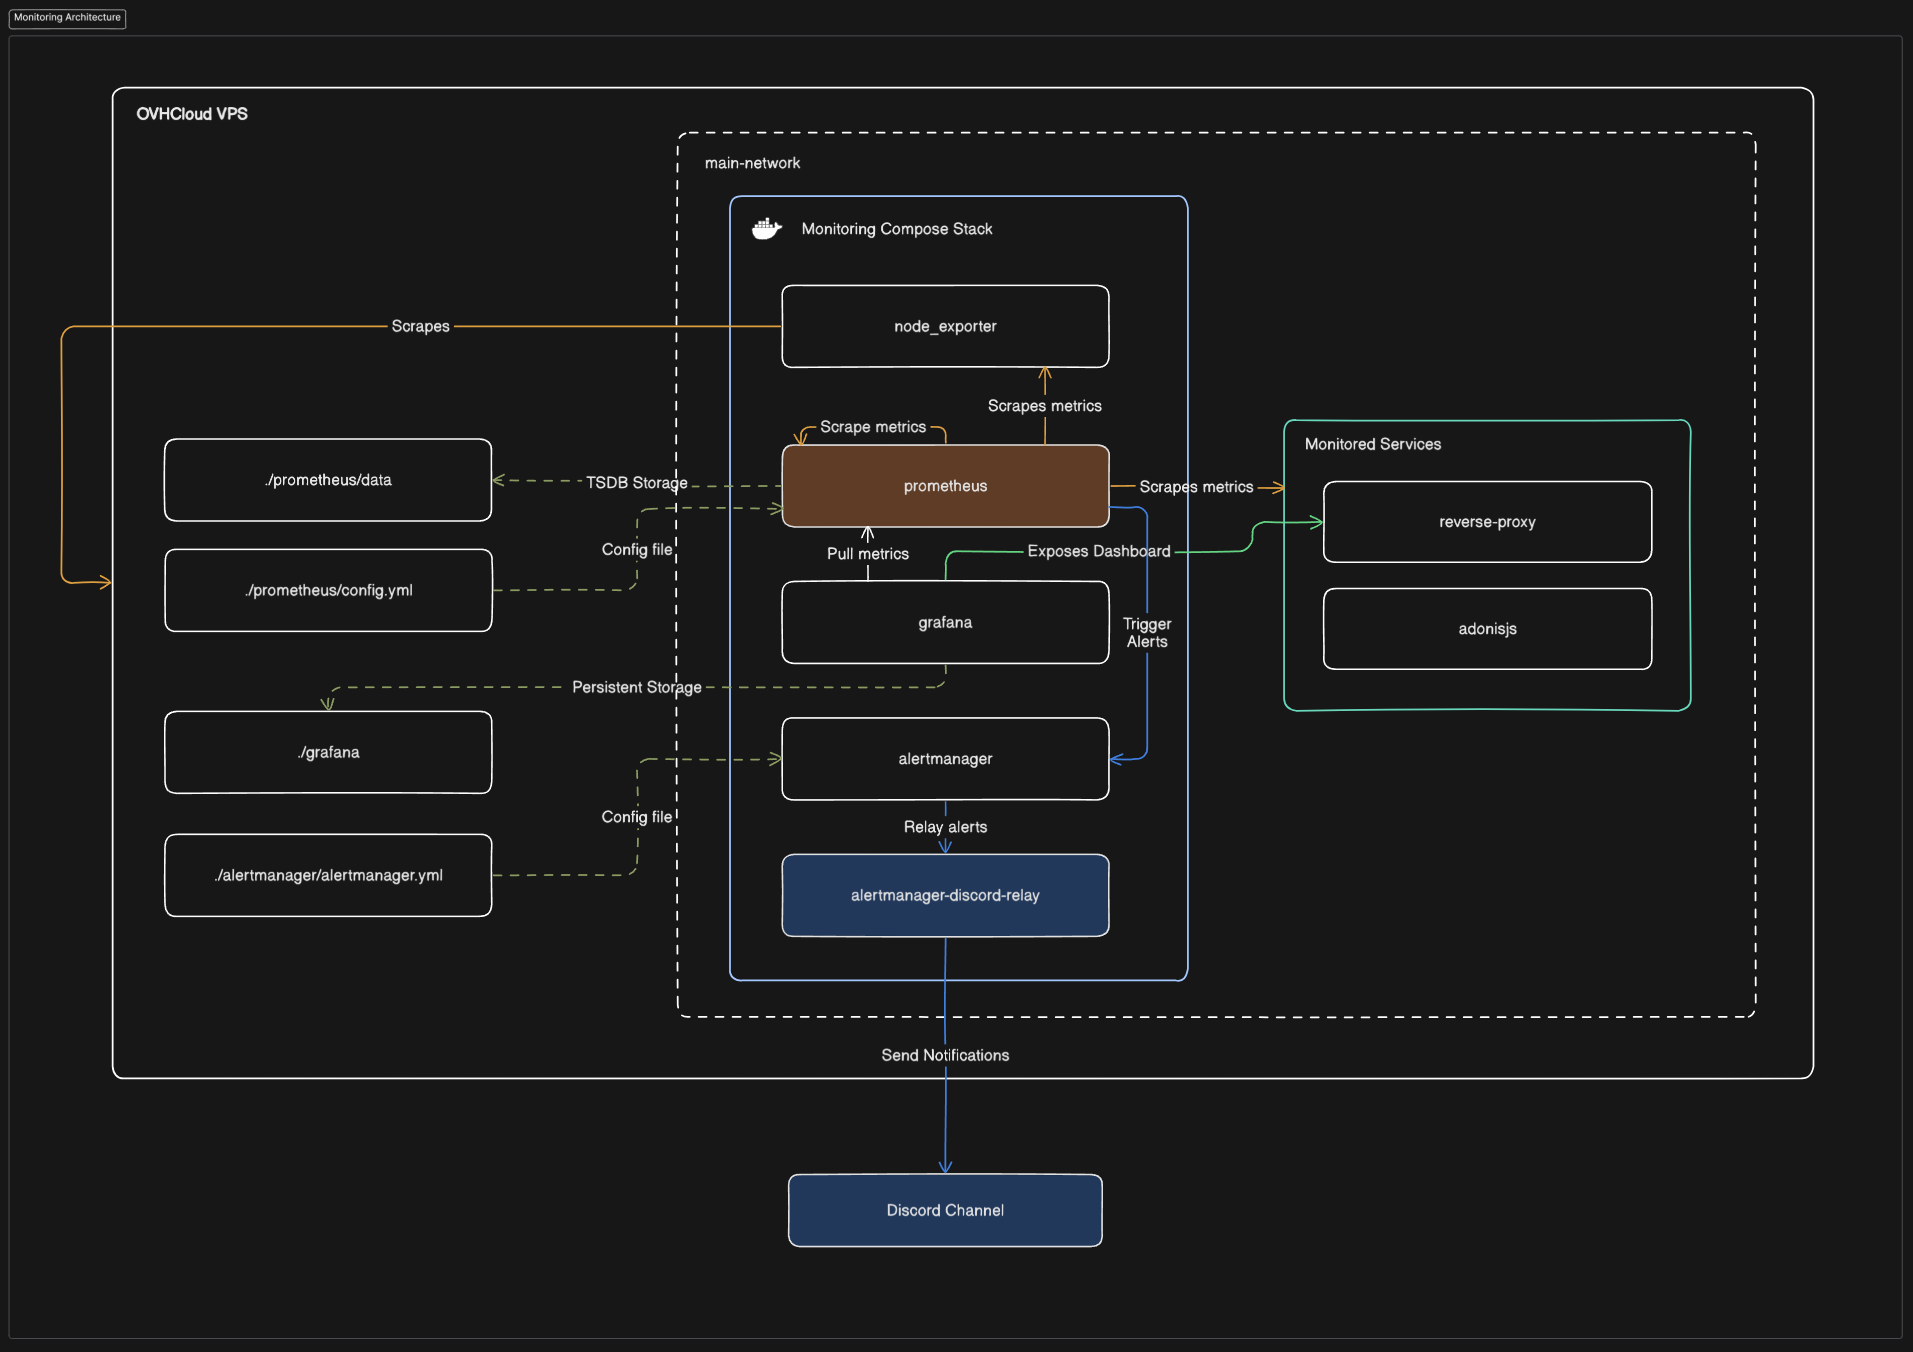 Monitoring Architecture
OVHCloud VPS
main-network
Monitoring Compose Stack
node_exporter
Scrapes
Scrapes metrics
Scrape metrics
prometheus
./prometheus/data
TSDB Storage
Scrapes metrics
Monitored Services
reverse-proxy
adonisjs
Config file
./prometheus/config.yml
Pull metrics
Exposes Dashboard
grafana
Trigger
Alerts
Persistent Storage
./grafana
alertmanager
Config file
./alertmanager/alertmanager.yml
Relay alerts
alertmanager-discord-relay
Send Notifications
Discord Channel